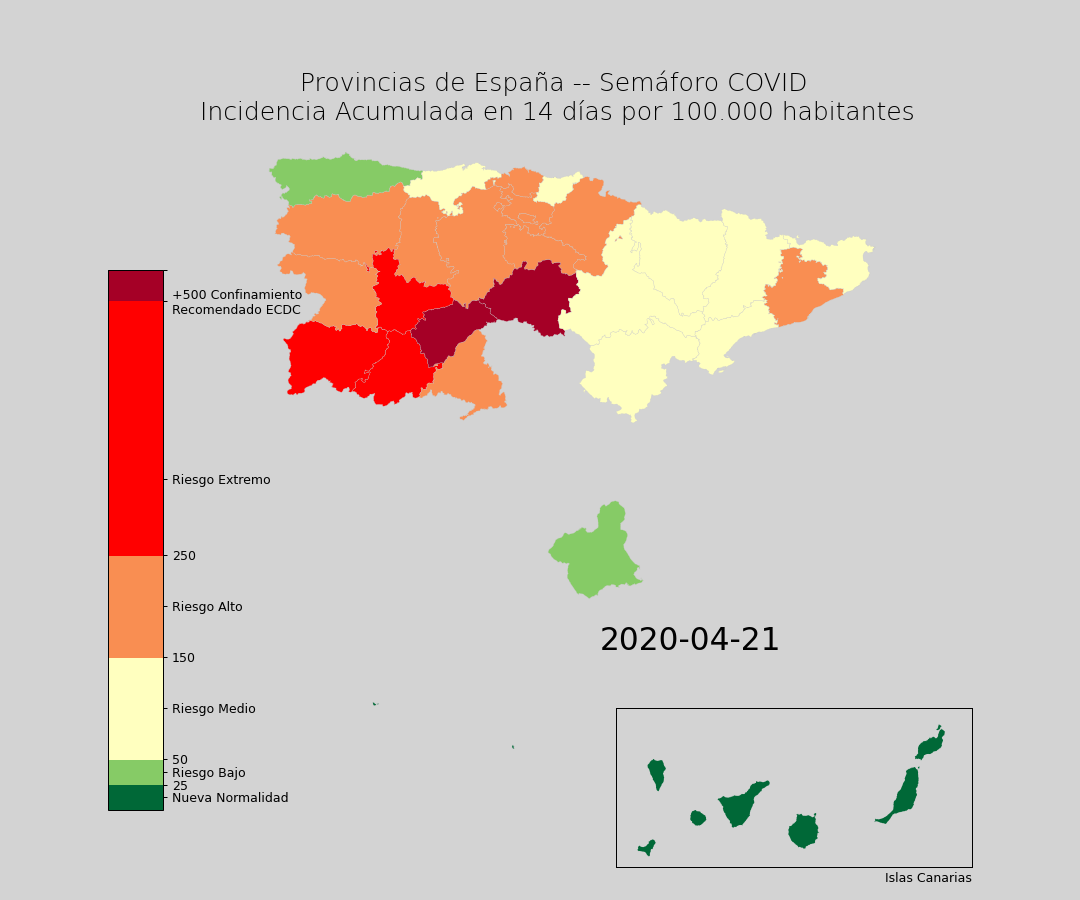 Provincias de España -- Semáforo COVID
Incidencia Acumulada en 14 días por 100.000 habitantes
+500 Confinamiento
Recomendado ECDC
Riesgo Extremo
250
Riesgo Alto
150
Riesgo Medio
50
Riesgo Bajo
25
Nueva Normalidad
2020-04-21
Islas Canarias